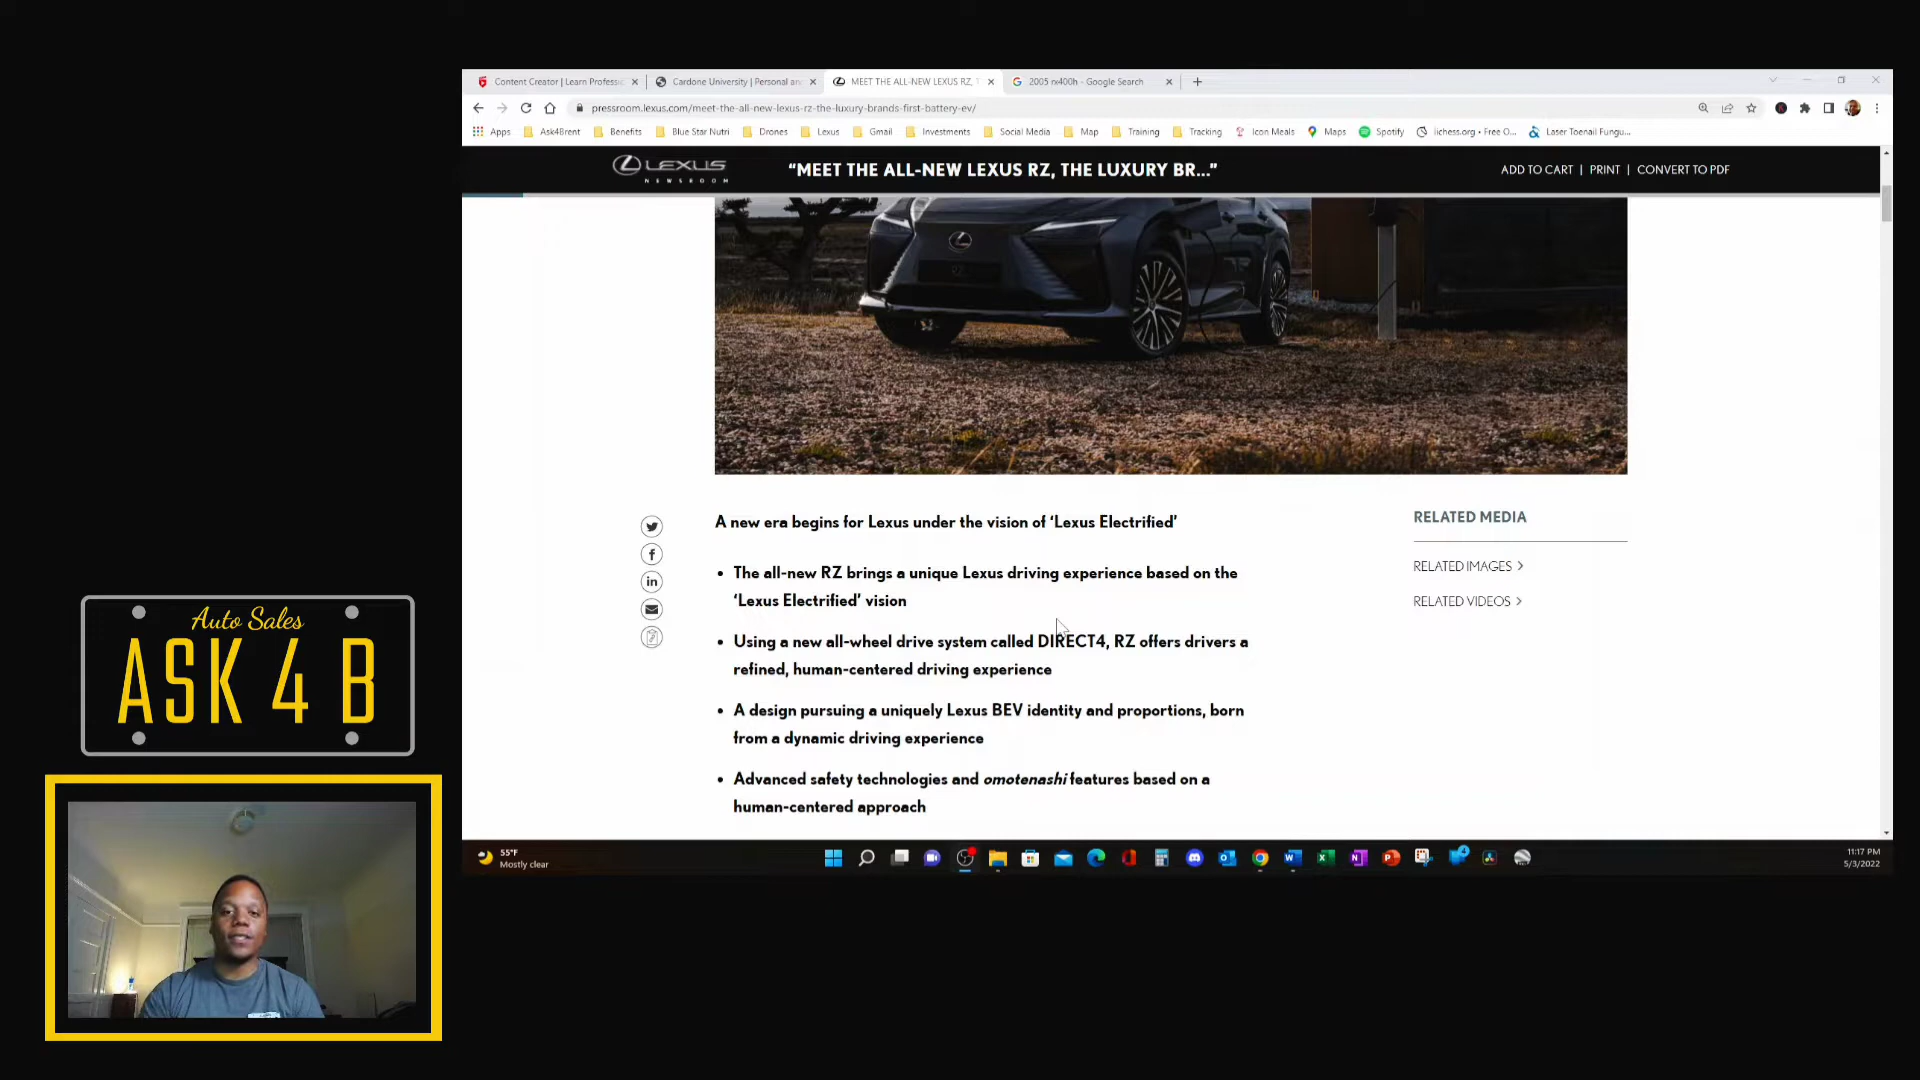 Content Creator | Learn Professi
Cardone University | Personal an
MEET THE ALL-NEW LEXUS RZ,
2005 rx400h - Google Search
pressroom.lexus.com/meet-the-all-new-lexus-rz-the-luxury-brands-first-battery-ev/
Apps
Ask4Brent
Benefits
Blue Star Nutri
Drones
Lexus
Gmail
Investments
Social Media
Map
Training
Tracking
Icon Meals
Maps
Spotify
lichess.org • Free O...
Laser Toenail Fungu...
LEXUS
NEWSROOM
“MEET THE ALL-NEW LEXUS RZ, THE LUXURY BR...”
ADD TO CART | PRINT | CONVERT TO PDF
A new era begins for Lexus under the vision of ‘Lexus Electrified’
• The all-new RZ brings a unique Lexus driving experience based on the
‘Lexus Electrified’ vision
• Using a new all-wheel drive system called DIRECT4, RZ offers drivers a
refined, human-centered driving experience
• A design pursuing a uniquely Lexus BEV identity and proportions, born
from a dynamic driving experience
• Advanced safety technologies and omotenashi features based on a
human-centered approach
RELATED MEDIA
RELATED IMAGES >
RELATED VIDEOS >
Auto Sales
ASK 4 B
55°F
Mostly clear
11:17 PM
5/3/2022